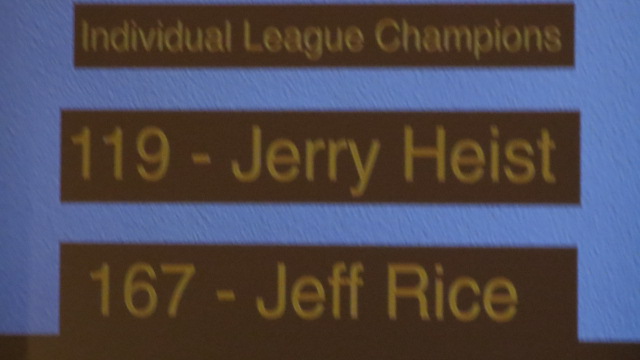 Individual League Champions
119 - Jerry Heist
167 - Jeff Rice